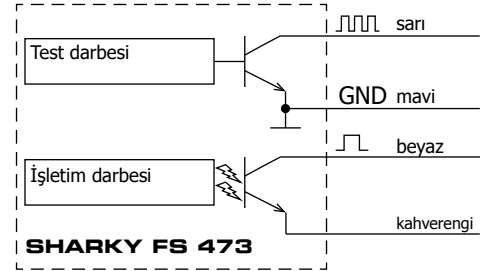 sarı
Test darbesi
GND mavi
beyaz
İşletim darbesi
kahverengi
SHARKY FS 473